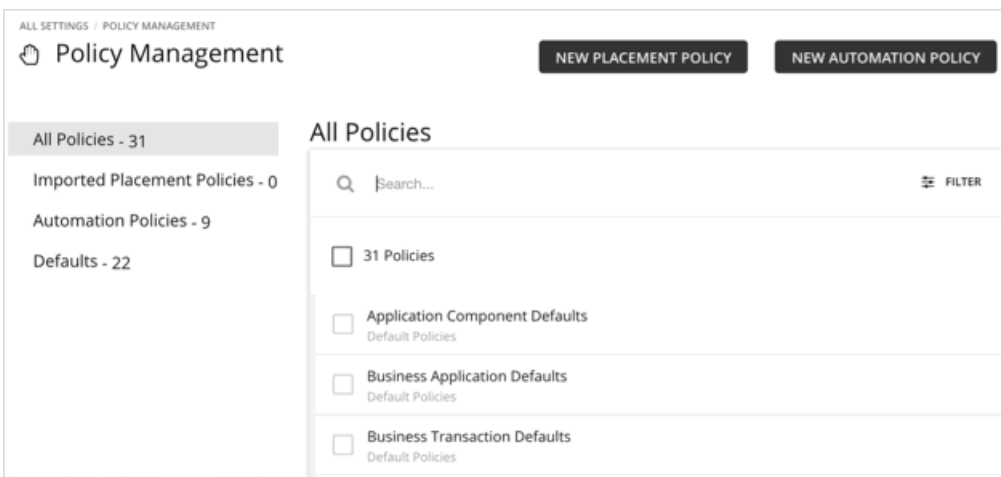 ALL SETTINGS / POLICY MANAGEMENT
Policy Management
NEW PLACEMENT POLICY
NEW AUTOMATION POLICY
All Policies - 31
Imported Placement Policies - 0
Automation Policies - 9
Defaults - 22
All Policies
Search...
FILTER
31 Policies
Application Component Defaults
Default Policies
Business Application Defaults
Default Policies
Business Transaction Defaults
Default Policies